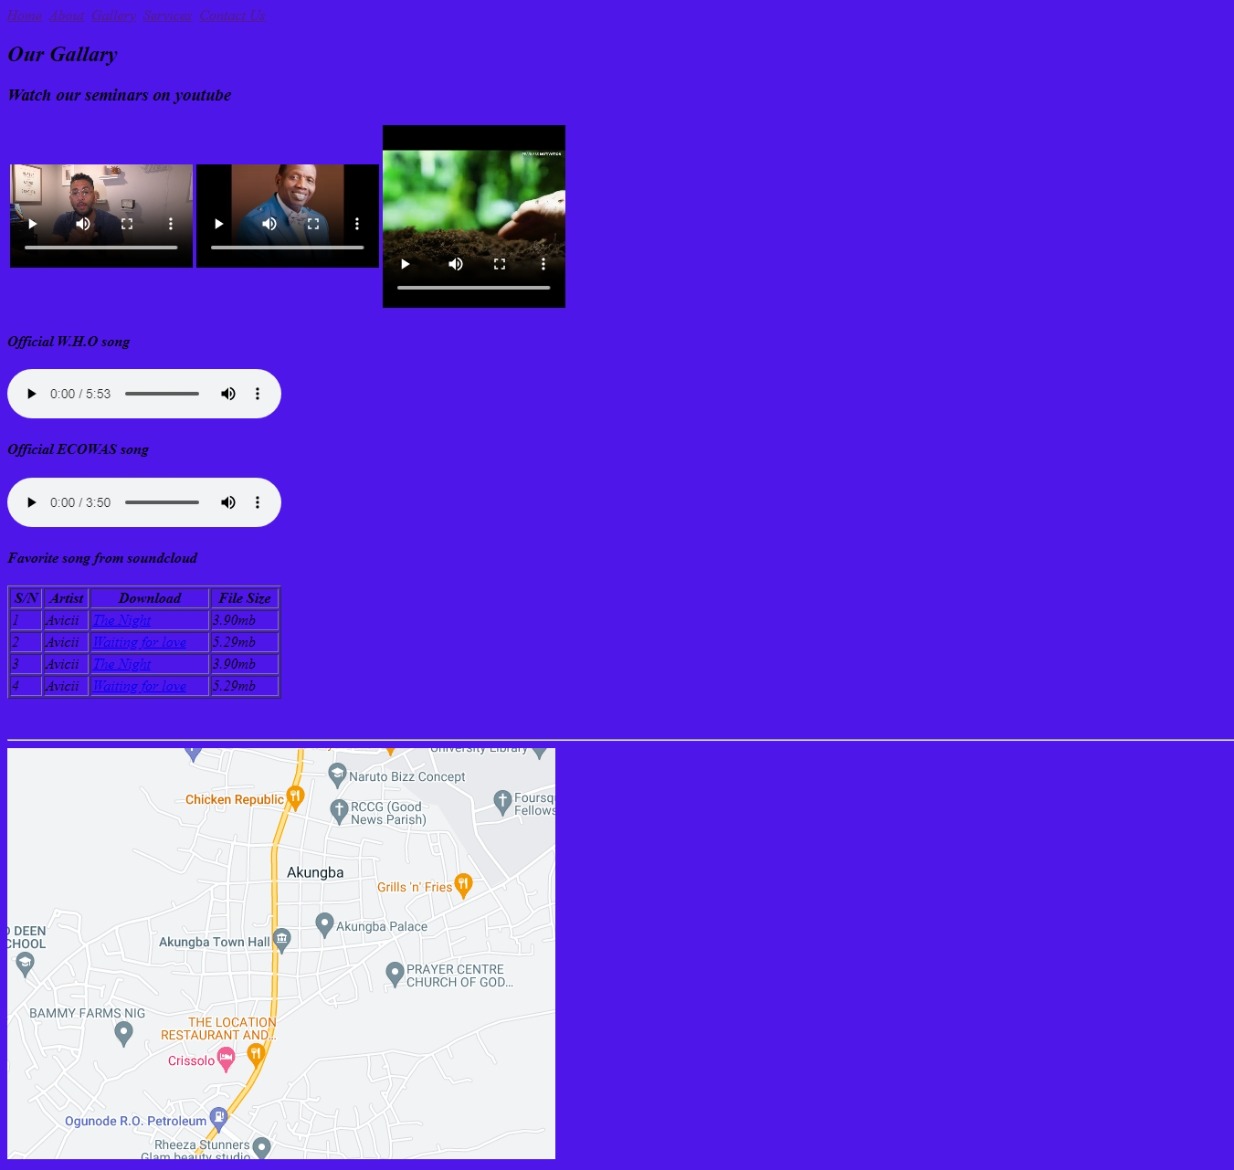 Home About Gallery Services Contact Us
Our Gallary
Watch our seminars on youtube
Official W.H.O song
0:00 / 5:53
Official ECOWAS song
0:00 / 3:50
Favorite song from soundcloud
S/N Artist Download File Size
1 Avicii The Night 3.90mb
2 Avicii Waiting for love 5.29mb
3 Avicii The Night 3.90mb
4 Avicii Waiting for love 5.29mb
University Library
Naruto Bizz Concept
Chicken Republic
RCCG (Good
News Parish)
Foursqu
Fellows
Akungba
Grills 'n' Fries
Akungba Palace
DEEN
CHOOL
Akungba Town Hall
PRAYER CENTRE
CHURCH OF GOD...
BAMMY FARMS NIG
THE LOCATION
RESTAURANT AND...
Crissolo
Ogunode R.O. Petroleum
Rheeza Stunners
Glam beauty studio